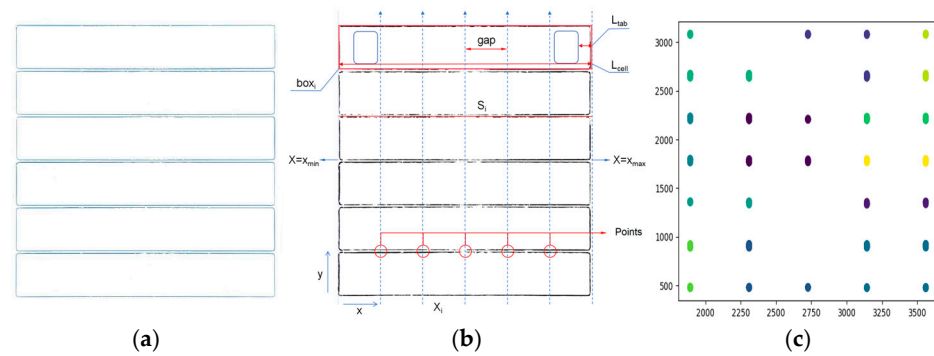 gap
L_tab
L_cell
box_i
S_i
X=x_min
X=x_max
Points
y
x
X_i
3000
2500
2000
1500
1000
500
2000
2250
2500
2750
3000
3250
3500
(a)
(b)
(c)